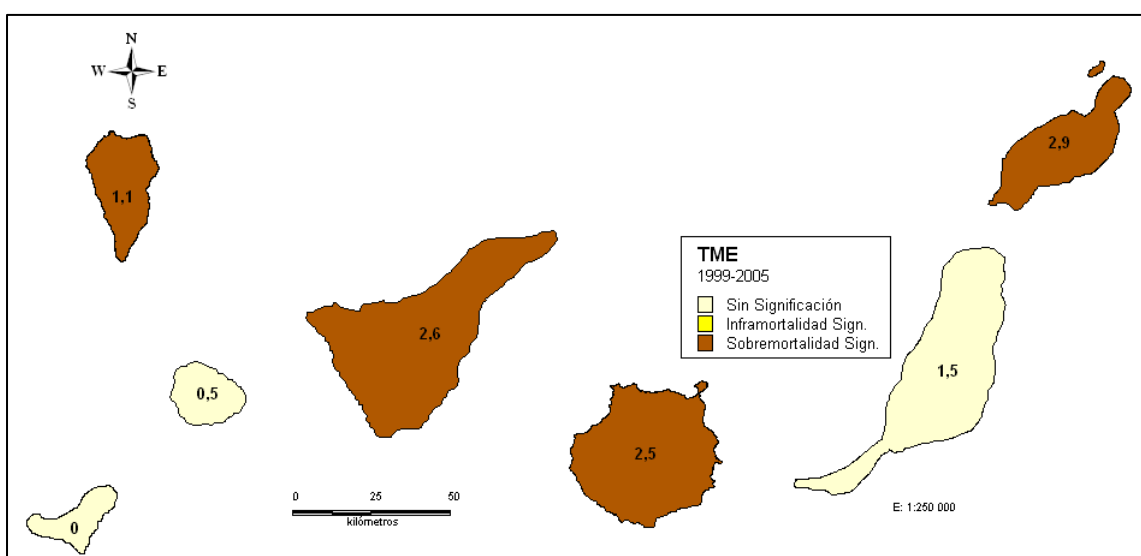 N
W E
S
2,9
1,1
TME
1999-2005
Sin Significación
Inframortalidad Sign.
Sobremortalidad Sign.
2,6
1,5
0,5
2,5
0 25 50
kilómetros
E: 1:250 000
0